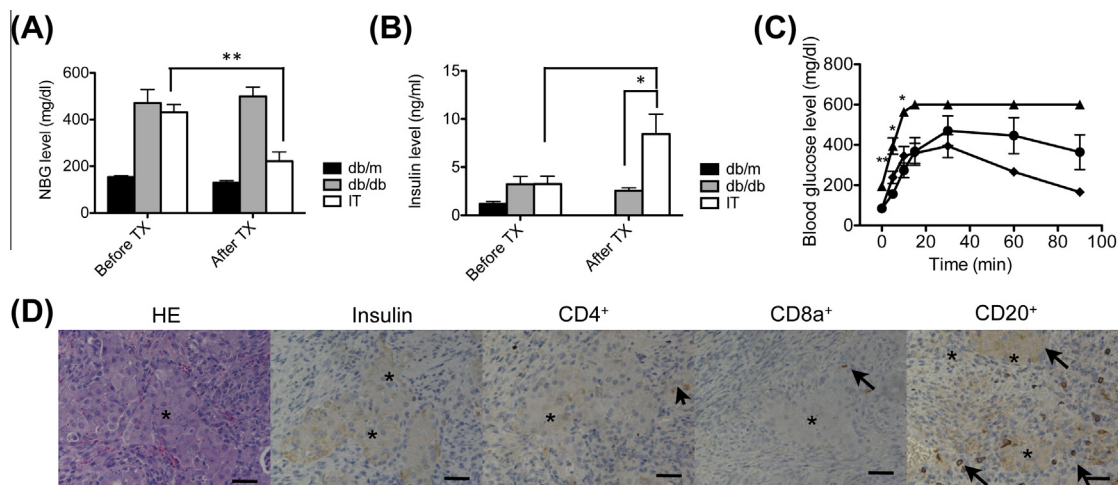 (A)
NBG level (mg/dl)
600
400
200
0
**
Before TX
After TX
db/m
db/db
IT
(B)
Insulin level (ng/ml)
15
10
5
0
*
Before TX
After TX
db/m
db/db
IT
(C)
Blood glucose level (mg/dl)
800
600
400
200
0
**
*
*
0 20 40 60 80 100
Time (min)
(D)
HE
Insulin
CD4⁺
CD8a⁺
CD20⁺
* * * * * * * *